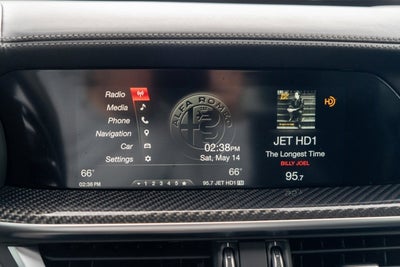 Radio
Media
Phone
Navigation
Car
Settings
ALFA ROMEO
02:38PM
Sat, May 14
66°
02:38 PM
1 2 3 4 5
95.7 JET HD1
HD
JET HD1
The Longest Time
BILLY JOEL
95.7
66°